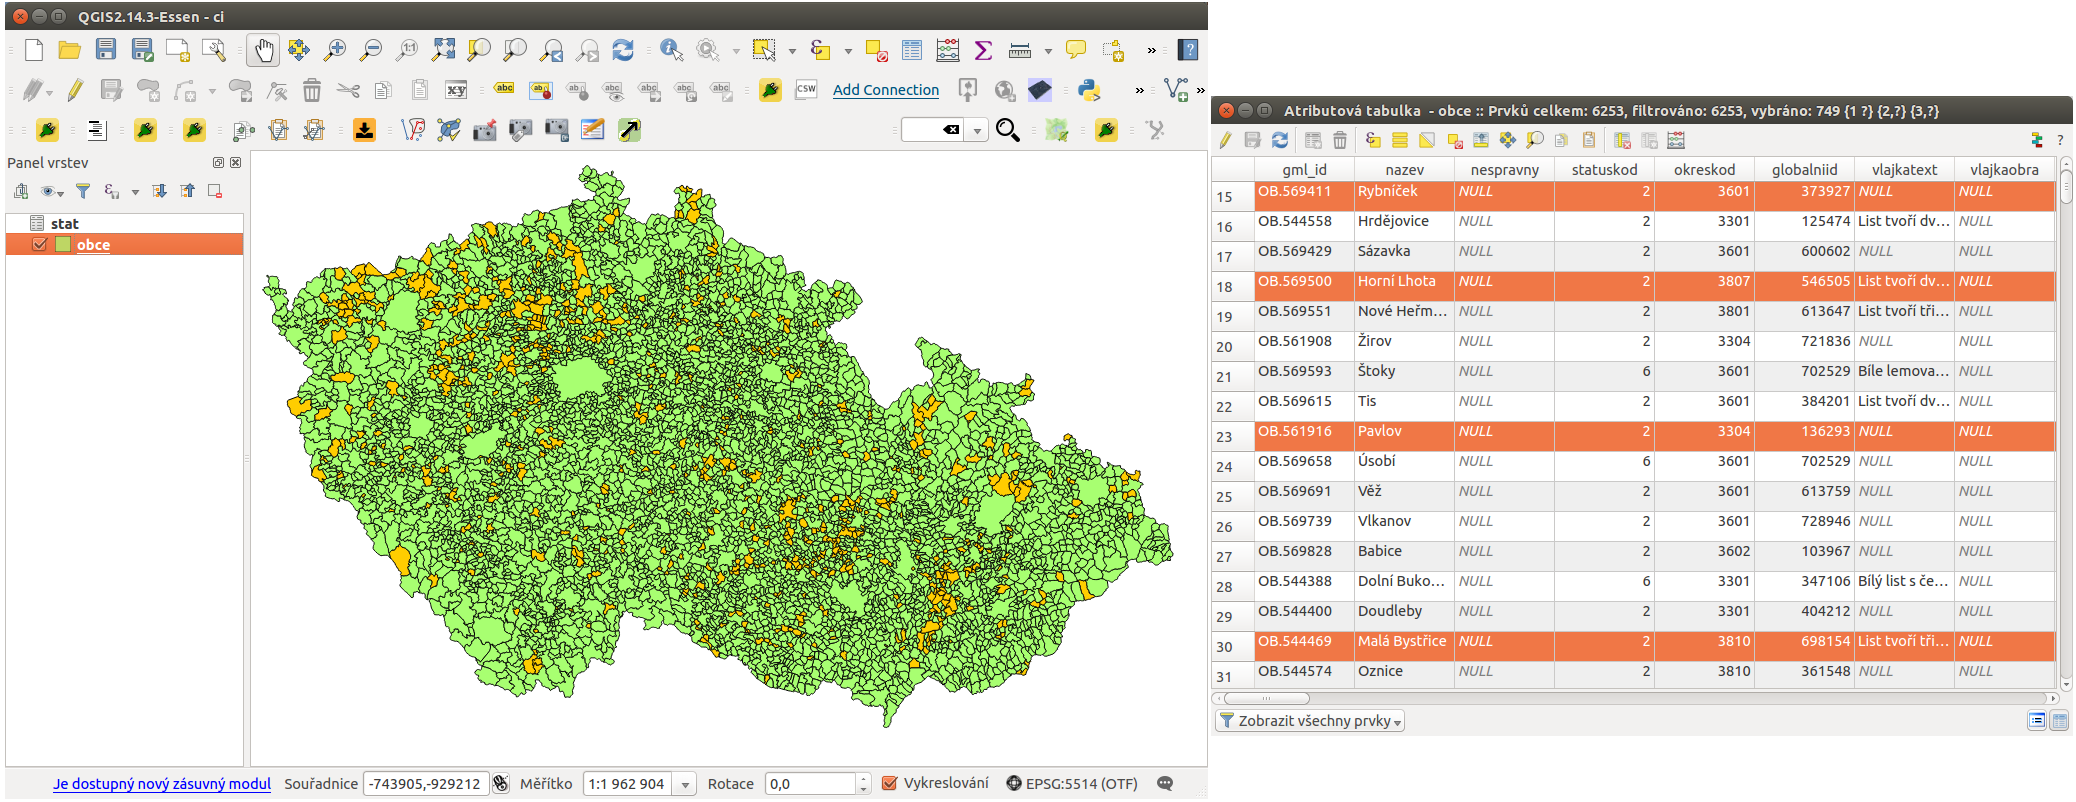 QGIS2.14.3-Essen - ci
1:1
xy
abc
abc
abc
abc
abc
abc
abc
CSW
Add Connection
Panel vrstev
stat
obce
Je dostupný nový zásuvný modul
Souřadnice
-743905,-929212
Měřítko
1:1 962 904
Rotace
0,0
Vykreslování
EPSG:5514 (OTF)
Atributová tabulka - obce :: Prvků celkem: 6253, filtrováno: 6253, vybráno: 749 {1 ?} {2,?} {3,?}
gml_id nazev nespravny statuskod okreskod globalniid vlajkatext vlajkaobra
15 OB.569411 Rybníček NULL 2 3601 373927 NULL NULL
16 OB.544558 Hrdějovice NULL 2 3301 125474 List tvoří dv... NULL
17 OB.569429 Sázavka NULL 2 3601 600602 NULL NULL
18 OB.569500 Horní Lhota NULL 2 3807 546505 List tvoří dv... NULL
19 OB.569551 Nové Heřm... NULL 2 3801 613647 List tvoří tři... NULL
20 OB.561908 Žirov NULL 2 3304 721836 NULL NULL
21 OB.569593 Štoky NULL 6 3601 702529 Bíle lemova... NULL
22 OB.569615 Tis NULL 2 3601 384201 List tvoří dv... NULL
23 OB.561916 Pavlov NULL 2 3304 136293 NULL NULL
24 OB.569658 Úsobí NULL 6 3601 702529 NULL NULL
25 OB.569691 Věž NULL 2 3601 613759 NULL NULL
26 OB.569739 Vlkanov NULL 2 3601 728946 NULL NULL
27 OB.569828 Babice NULL 2 3602 103967 NULL NULL
28 OB.544388 Dolní Buko... NULL 6 3301 347106 Bílý list s če... NULL
29 OB.544400 Doudleby NULL 2 3301 404212 NULL NULL
30 OB.544469 Malá Bystřice NULL 2 3810 698154 List tvoří tři... NULL
31 OB.544574 Oznice NULL 2 3810 361548 NULL NULL
Zobrazit všechny prvky